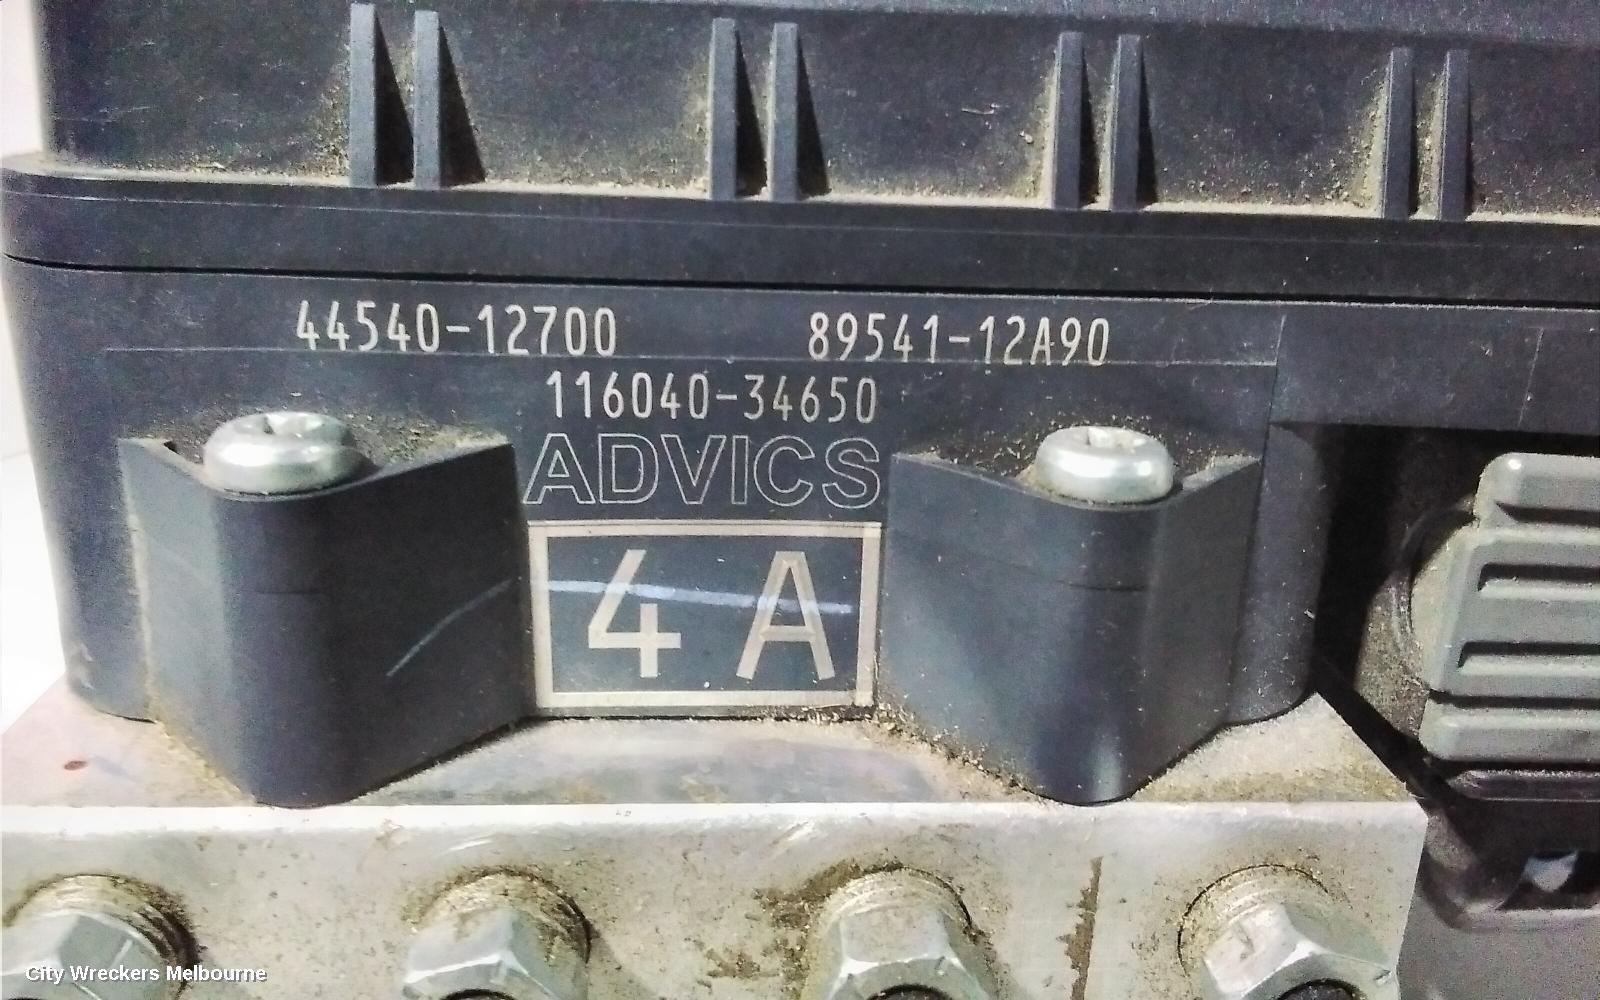 44540-12700 89541-12A90
116040-34650
ADVICS
4 A
City Wreckers Melbourne